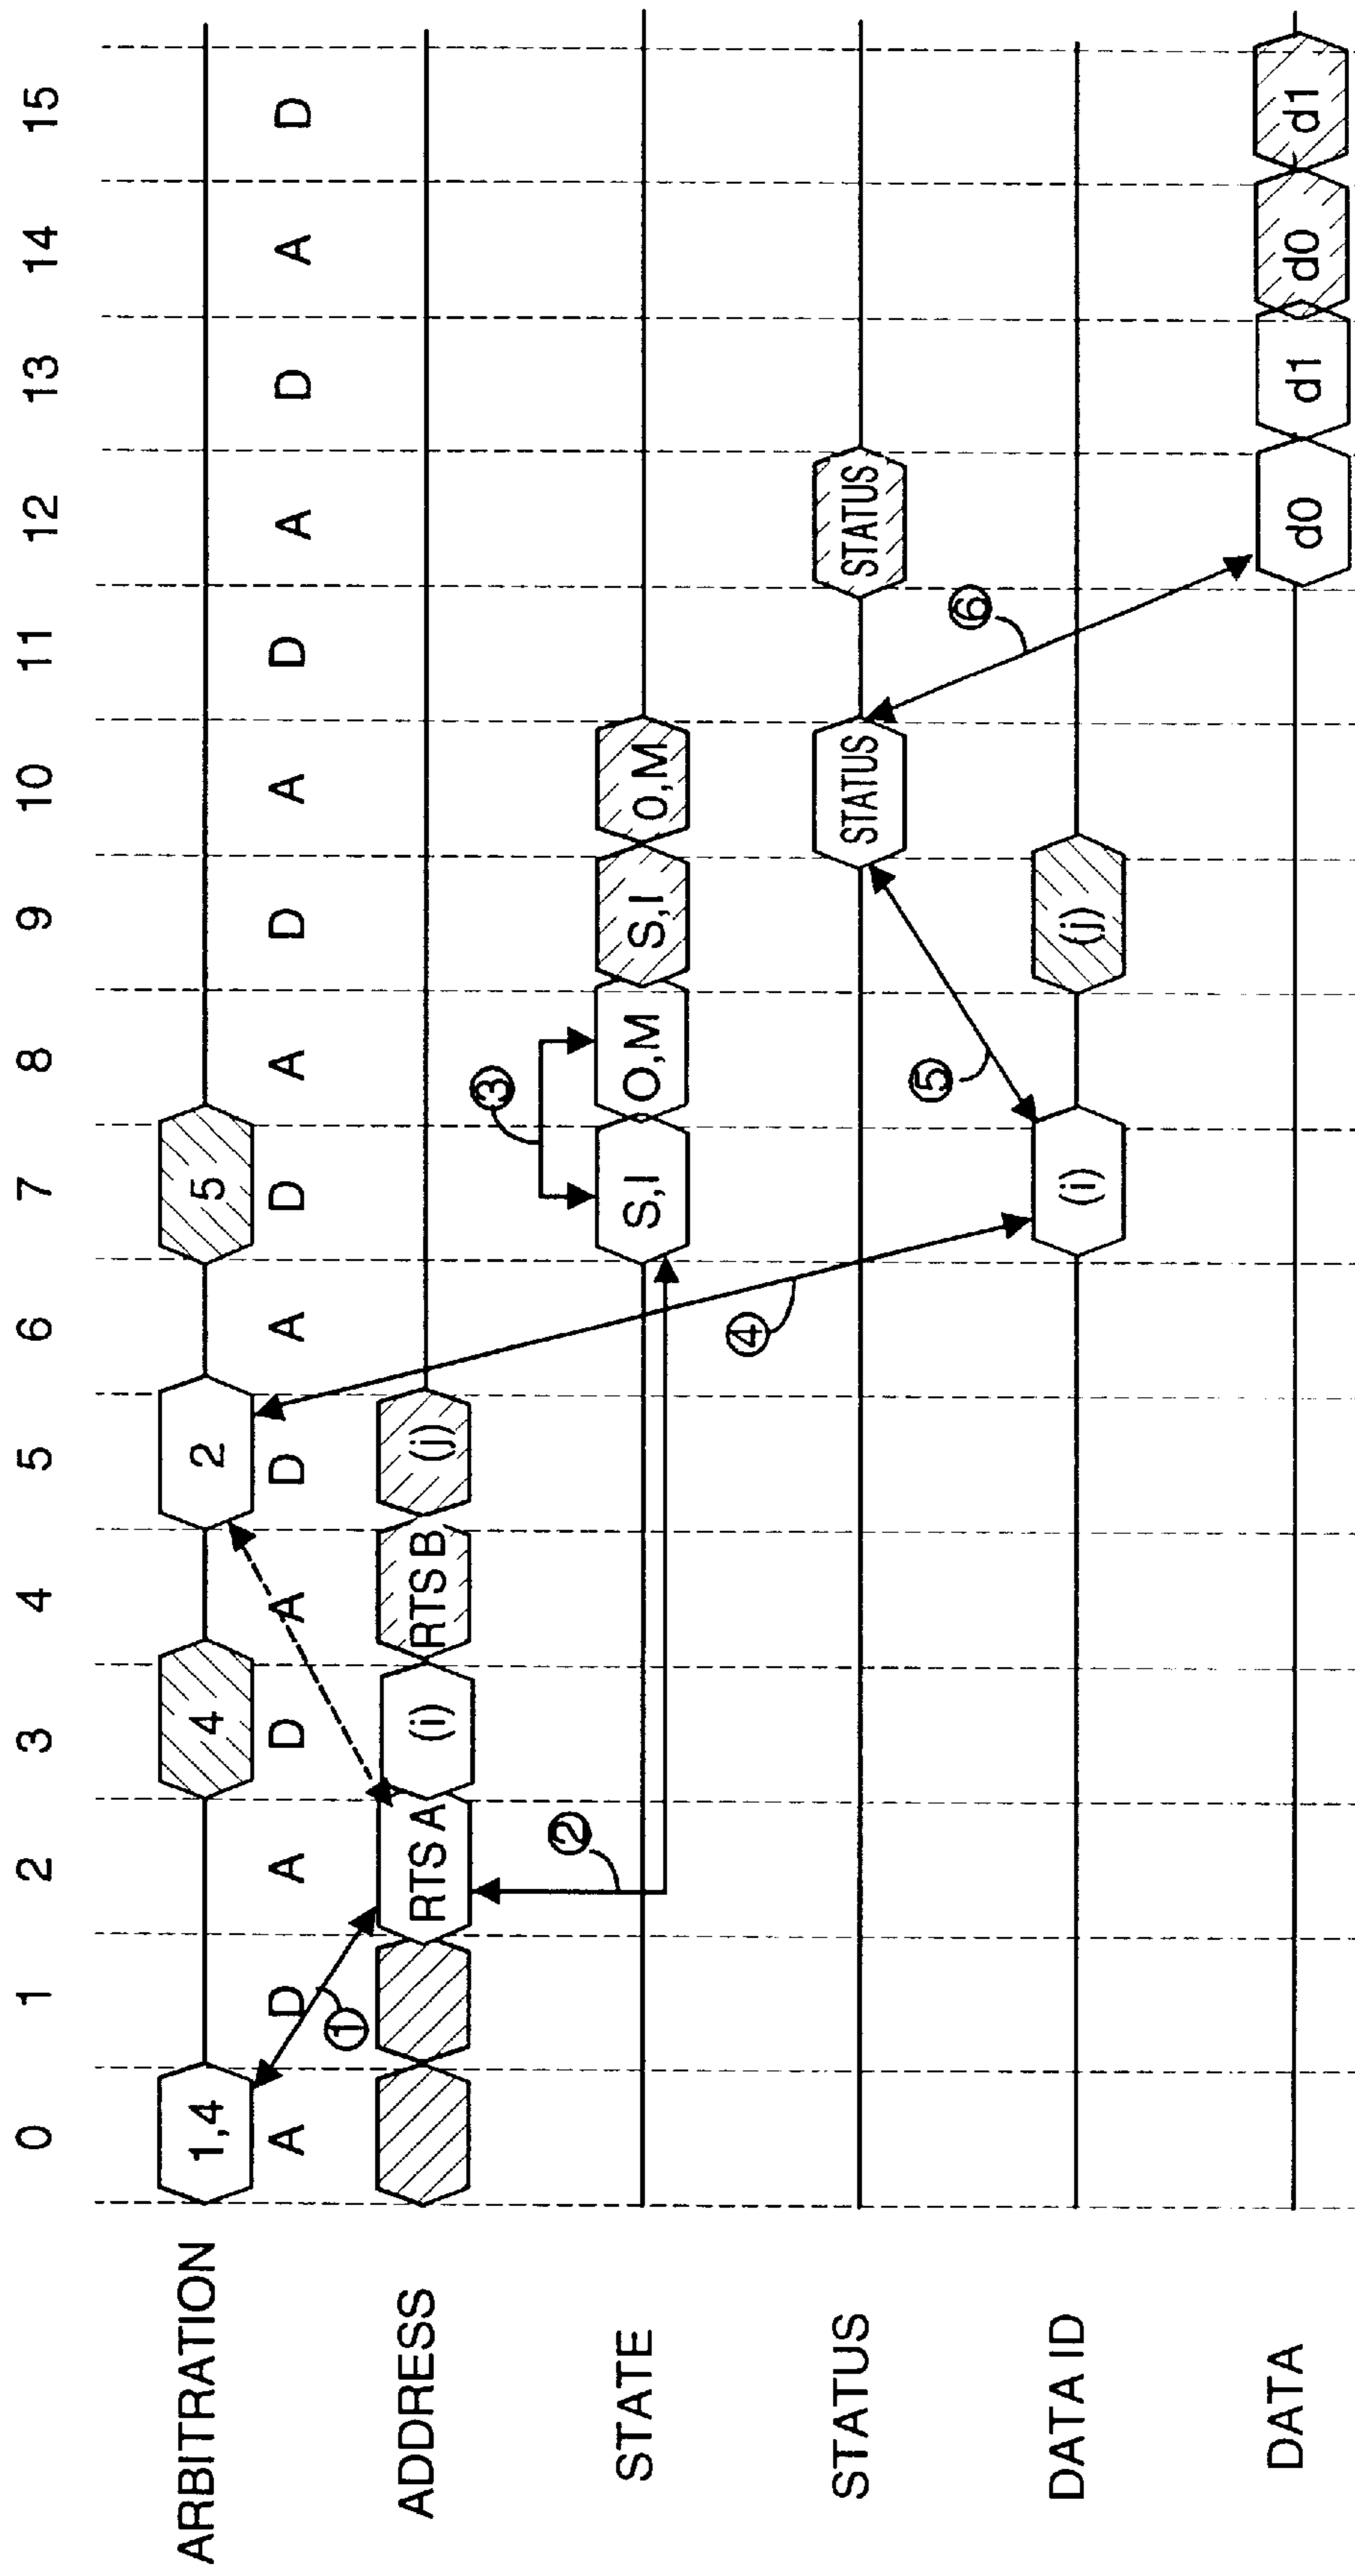 0 1 2 3 4 5 6 7 8 9 10 11 12 13 14 15
ARBITRATION 1,4 4 2 5
A D A D A D A D A D A D A D A D
①
ADDRESS RTS A (i) RTS B (j)
②
③
STATE S,I O,M S,I O,M
④
STATUS STATUS STATUS
⑤ ⑥
DATA ID (i) (j)
DATA d0 d1 d0 d1